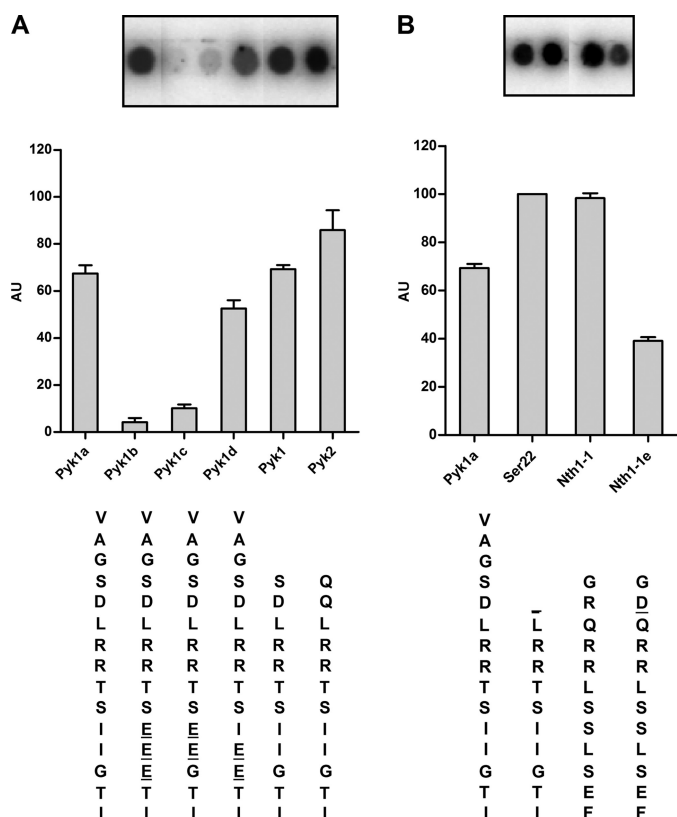 A
B
120
100
80
60
40
20
0
AU
Pyk1a
Pyk1b
Pyk1c
Pyk1d
Pyk1
Pyk2
V A G S D L R R T S I I G T I
V A G S D L R R T S E E E T I
V A G S D L R R T S E E G T I
V A G S D L R R T S I E E T I
S D L R R T S I I G T I
Q Q L R R T S I I G T I
120
100
80
60
40
20
0
AU
Pyk1a
Ser22
Nth1-1
Nth1-1e
V A G S D L R R T S I I G T I
_ L R R T S I I G T I
G R Q R R L S S L S E
G D Q R R L S S L S E